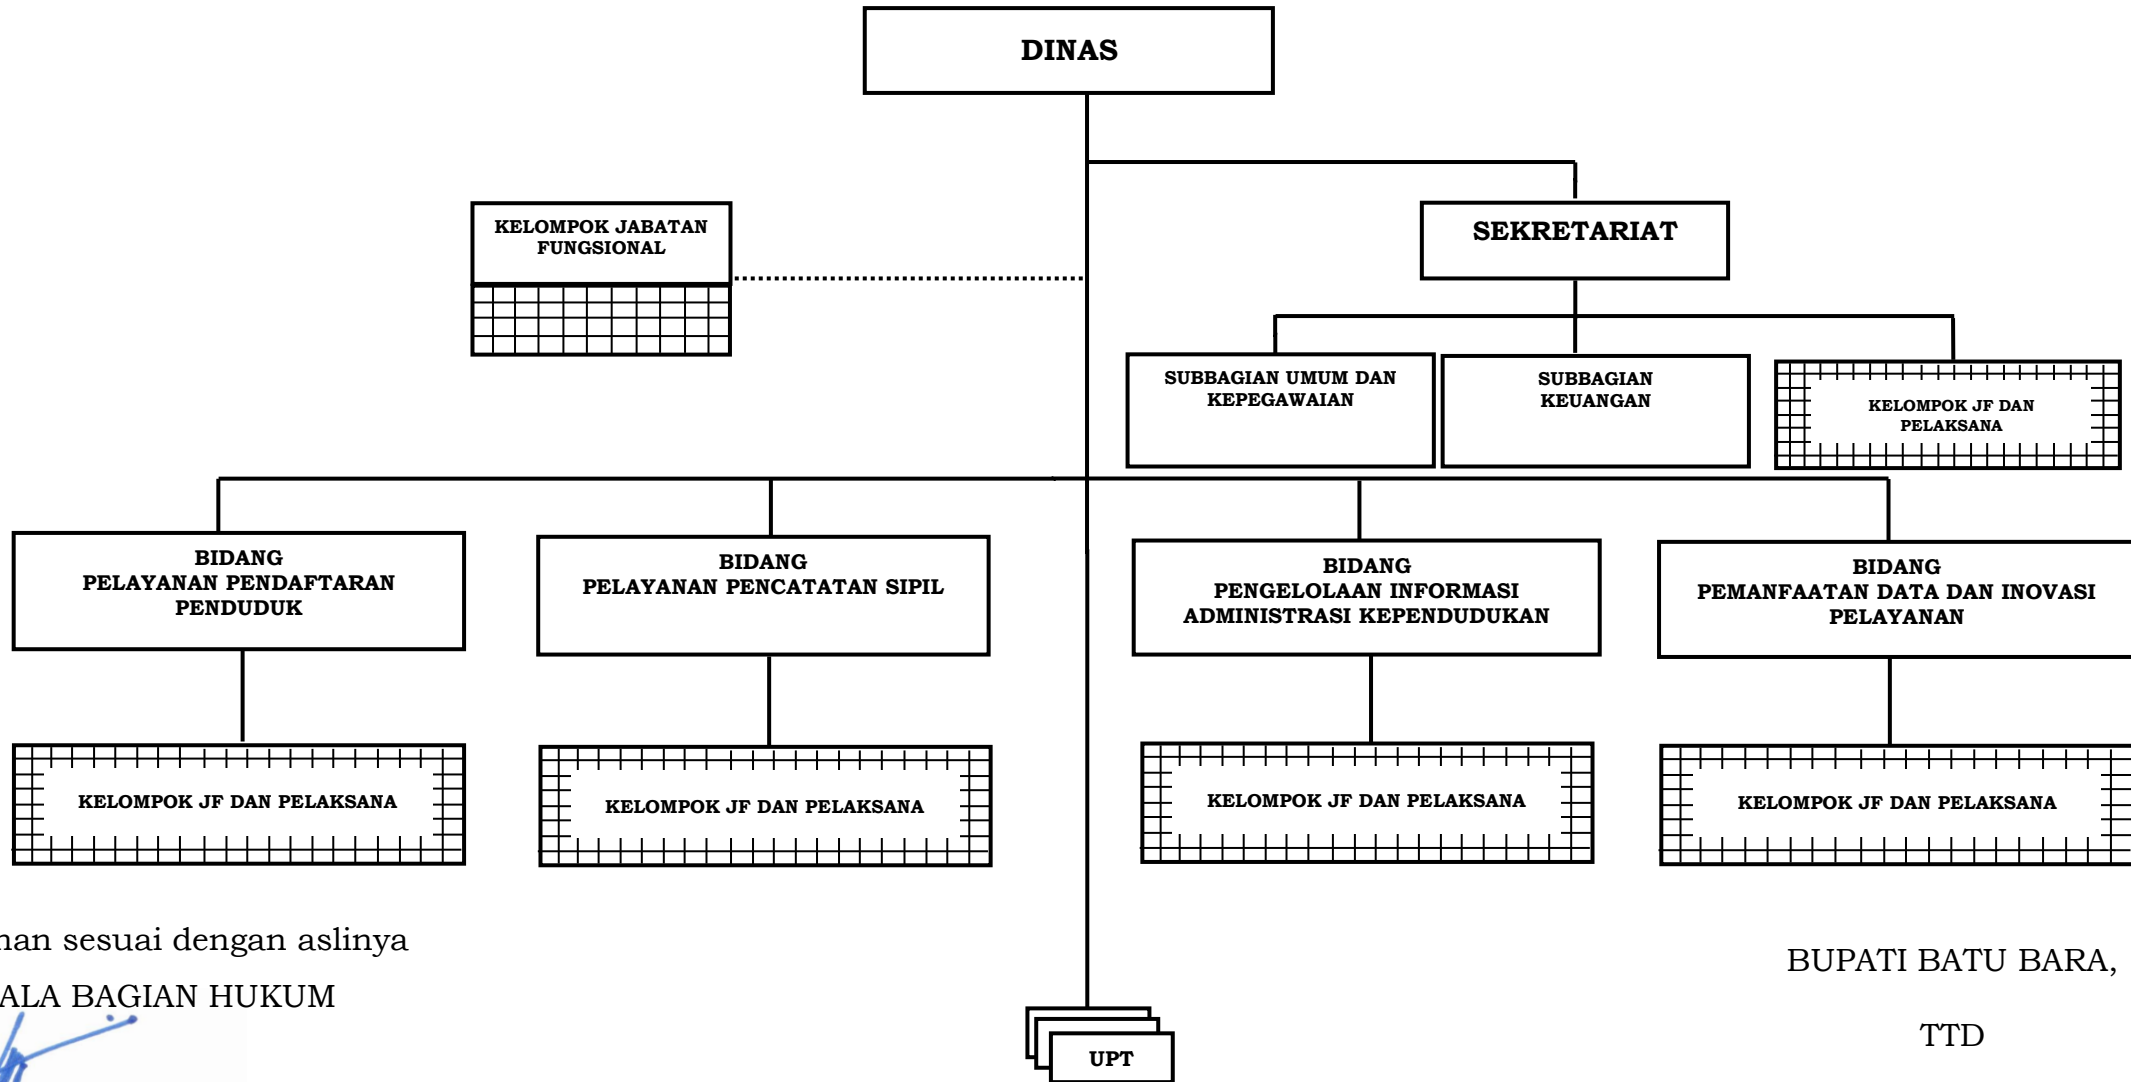 DINAS
KELOMPOK JABATAN
FUNGSIONAL
SEKRETARIAT
SUBBAGIAN UMUM DAN
KEPEGAWAIAN
SUBBAGIAN
KEUANGAN
KELOMPOK JF DAN
PELAKSANA
BIDANG
PELAYANAN PENDAFTARAN
PENDUDUK
BIDANG
PELAYANAN PENCATATAN SIPIL
BIDANG
PENGELOLAAN INFORMASI
ADMINISTRASI KEPENDUDUKAN
BIDANG
PEMANFAATAN DATA DAN INOVASI
PELAYANAN
KELOMPOK JF DAN PELAKSANA
KELOMPOK JF DAN PELAKSANA
KELOMPOK JF DAN PELAKSANA
KELOMPOK JF DAN PELAKSANA
sesuai dengan aslinya
BAGIAN HUKUM
BUPATI BATU BARA,
TTD
UPT